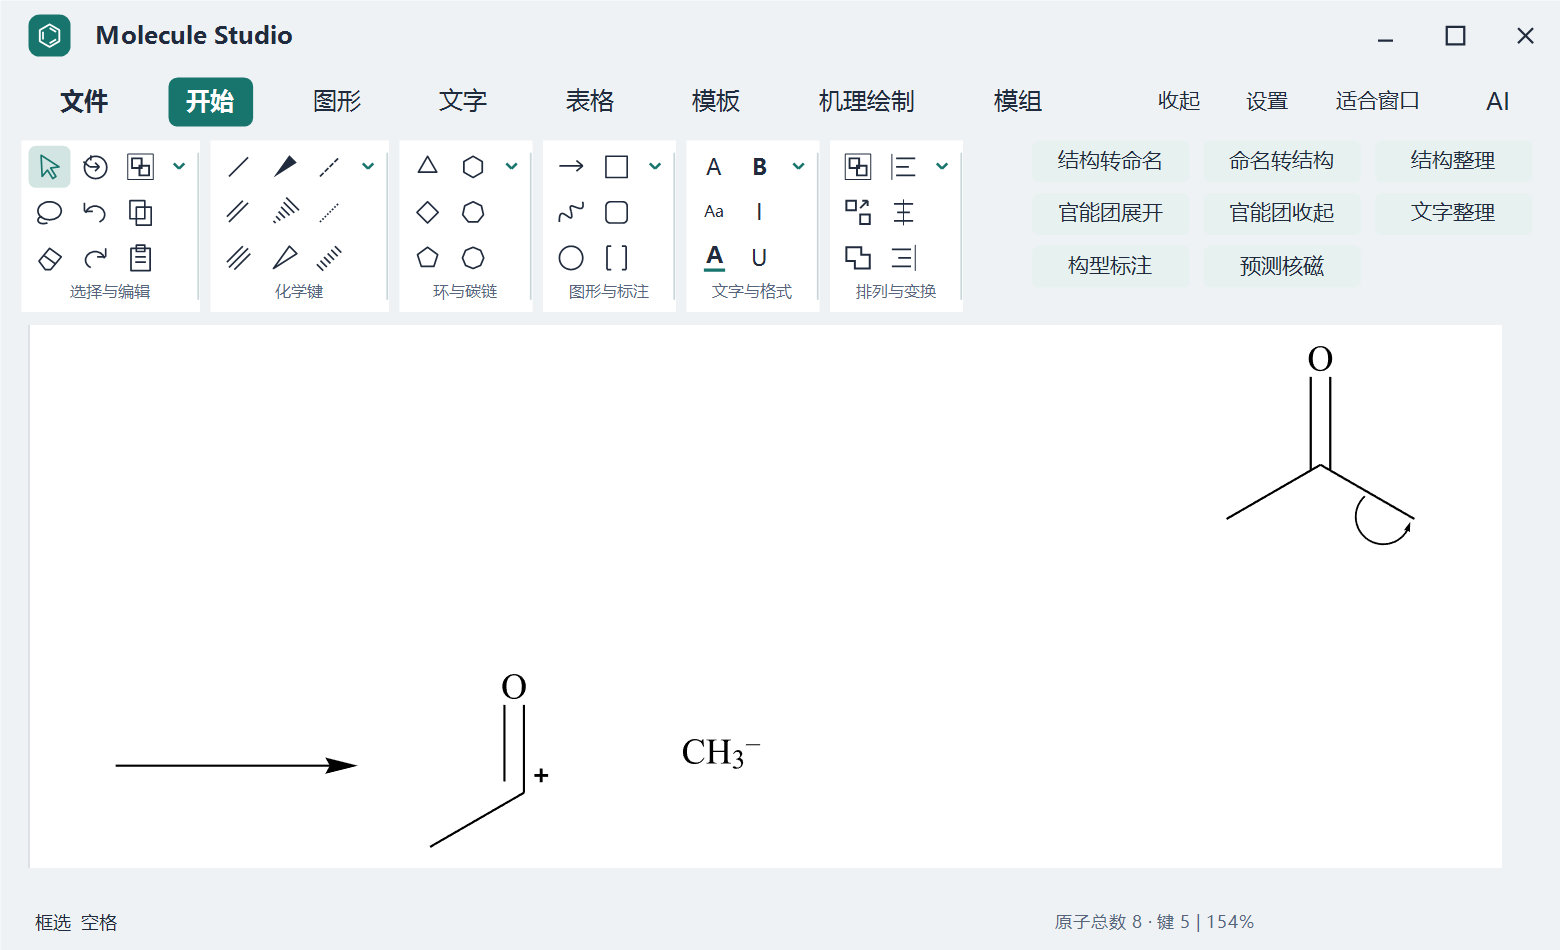 Molecule Studio
文件 开始 图形 文字 表格 模板 机理绘制 模组 收起 设置 适合窗口 AI
A B
Aa I
A U
选择与编辑 化学键 环与碳链 图形与标注 文字与格式 排列与变换
结构转命名 命名转结构 结构整理
官能团展开 官能团收起 文字整理
构型标注 预测核磁
O
O
+
CH₃⁻
框选 空格
原子总数 8 · 键 5 | 154%